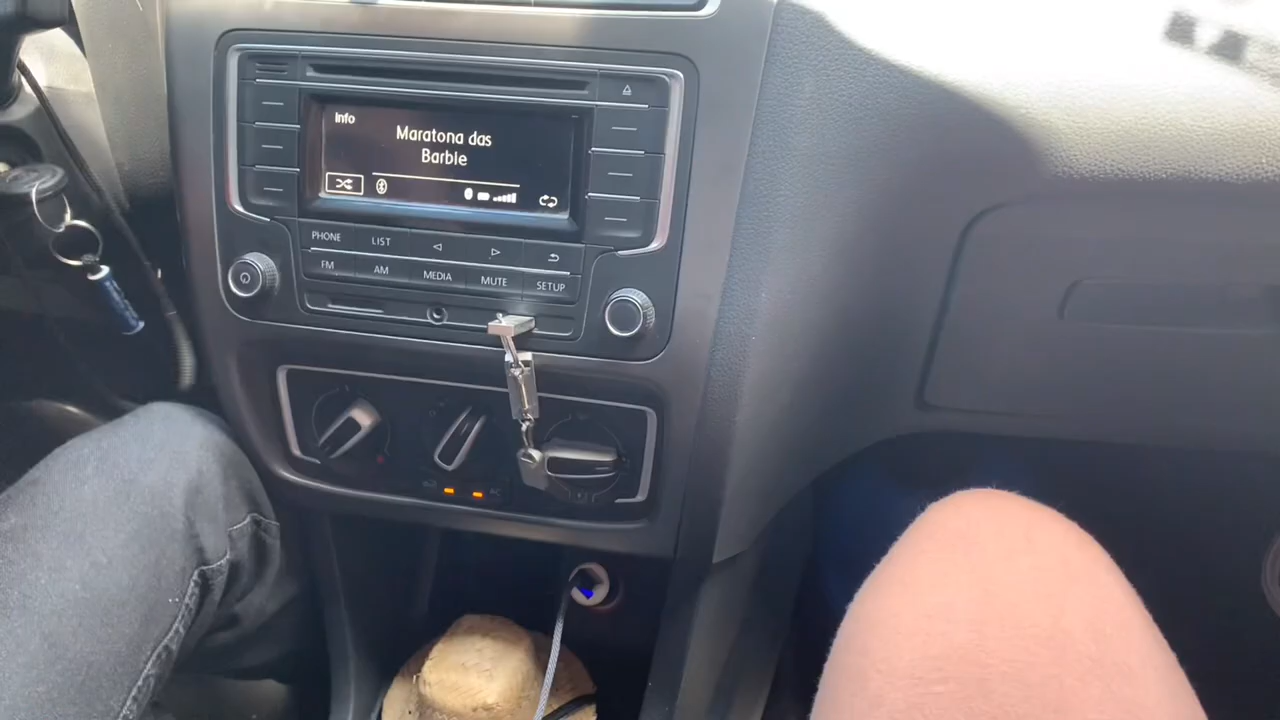 Info
Maratona das
Barbie
PHONE
LIST
FM
AM
MEDIA
MUTE
SETUP